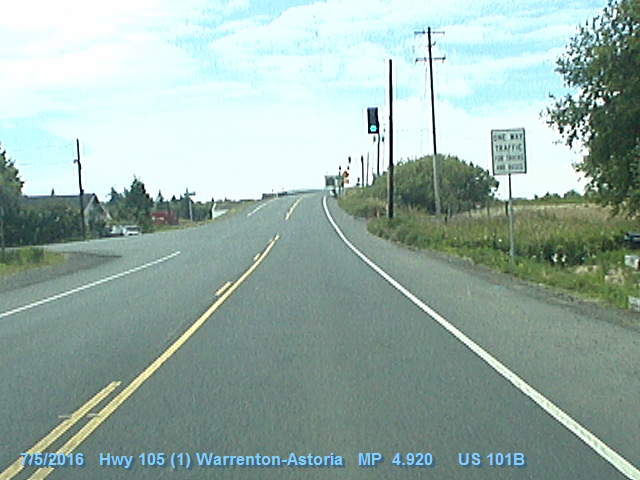 ONE WAY
TRAFFIC
FOR TRUCKS
AND BUSES
7/5/2016 Hwy 105 (1) Warrenton-Astoria MP 4.920 US 101B